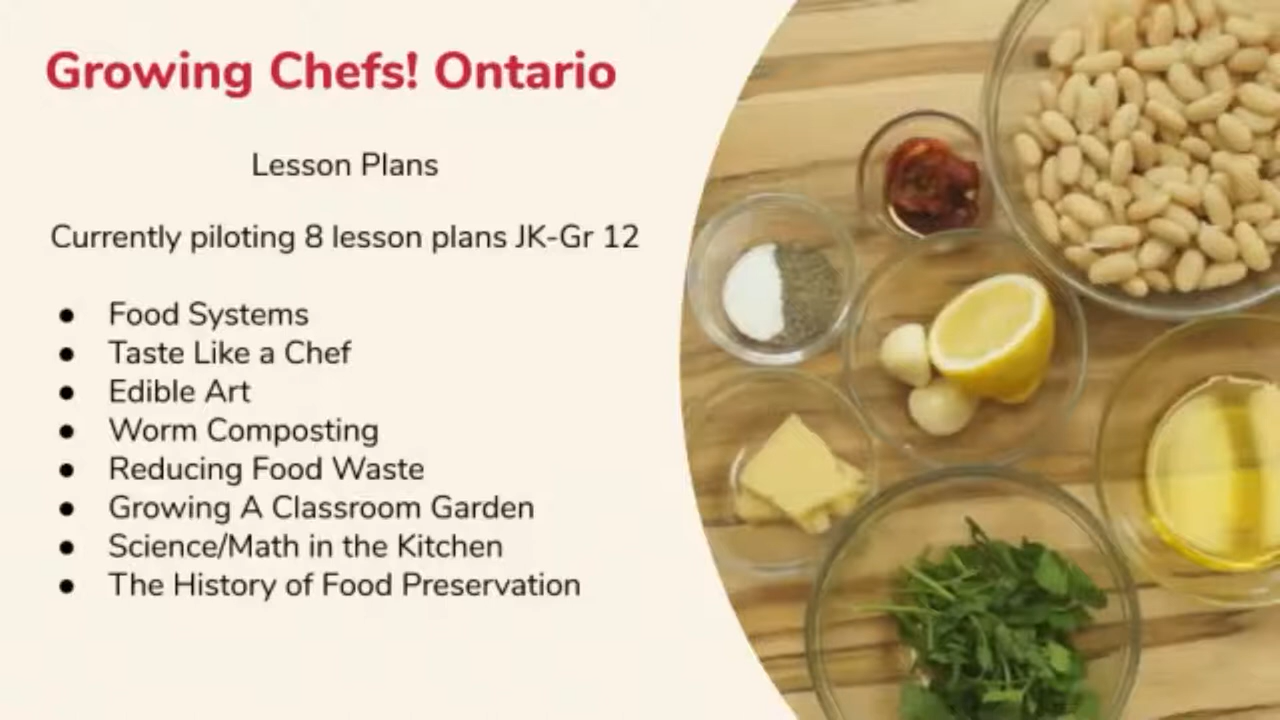 Growing Chefs! Ontario
Lesson Plans
Currently piloting 8 lesson plans JK-Gr 12
● Food Systems
● Taste Like a Chef
● Edible Art
● Worm Composting
● Reducing Food Waste
● Growing A Classroom Garden
● Science/Math in the Kitchen
● The History of Food Preservation